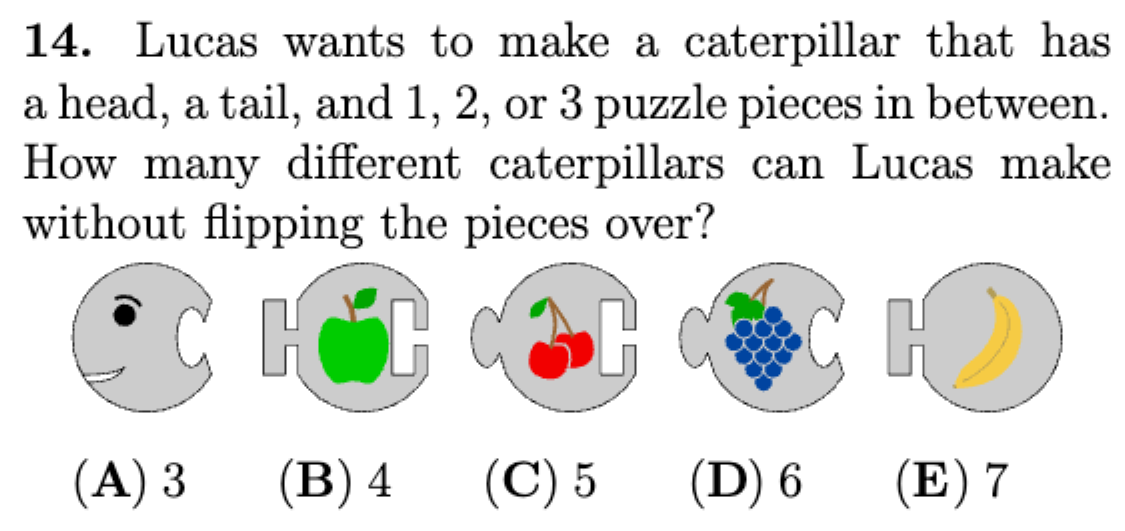 14. Lucas wants to make a caterpillar that has
a head, a tail, and 1, 2, or 3 puzzle pieces in between.
How many different caterpillars can Lucas make
without flipping the pieces over?
(A) 3 (B) 4 (C) 5 (D) 6 (E) 7